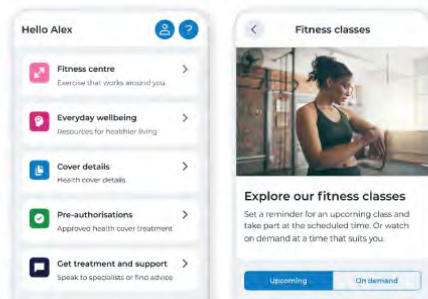 Hello Alex
?
Fitness centre
Exercise that works around you
Everyday wellbeing
Resources for healthier living
Cover details
Health cover details
Pre-authorisations
Approved health cover treatment
Get treatment and support
Speak to specialists or find advice
Fitness classes
Explore our fitness classes
Set a reminder for an upcoming class and
take part at the scheduled time. Or watch
on demand at a time that suits you.
Upcoming
On demand